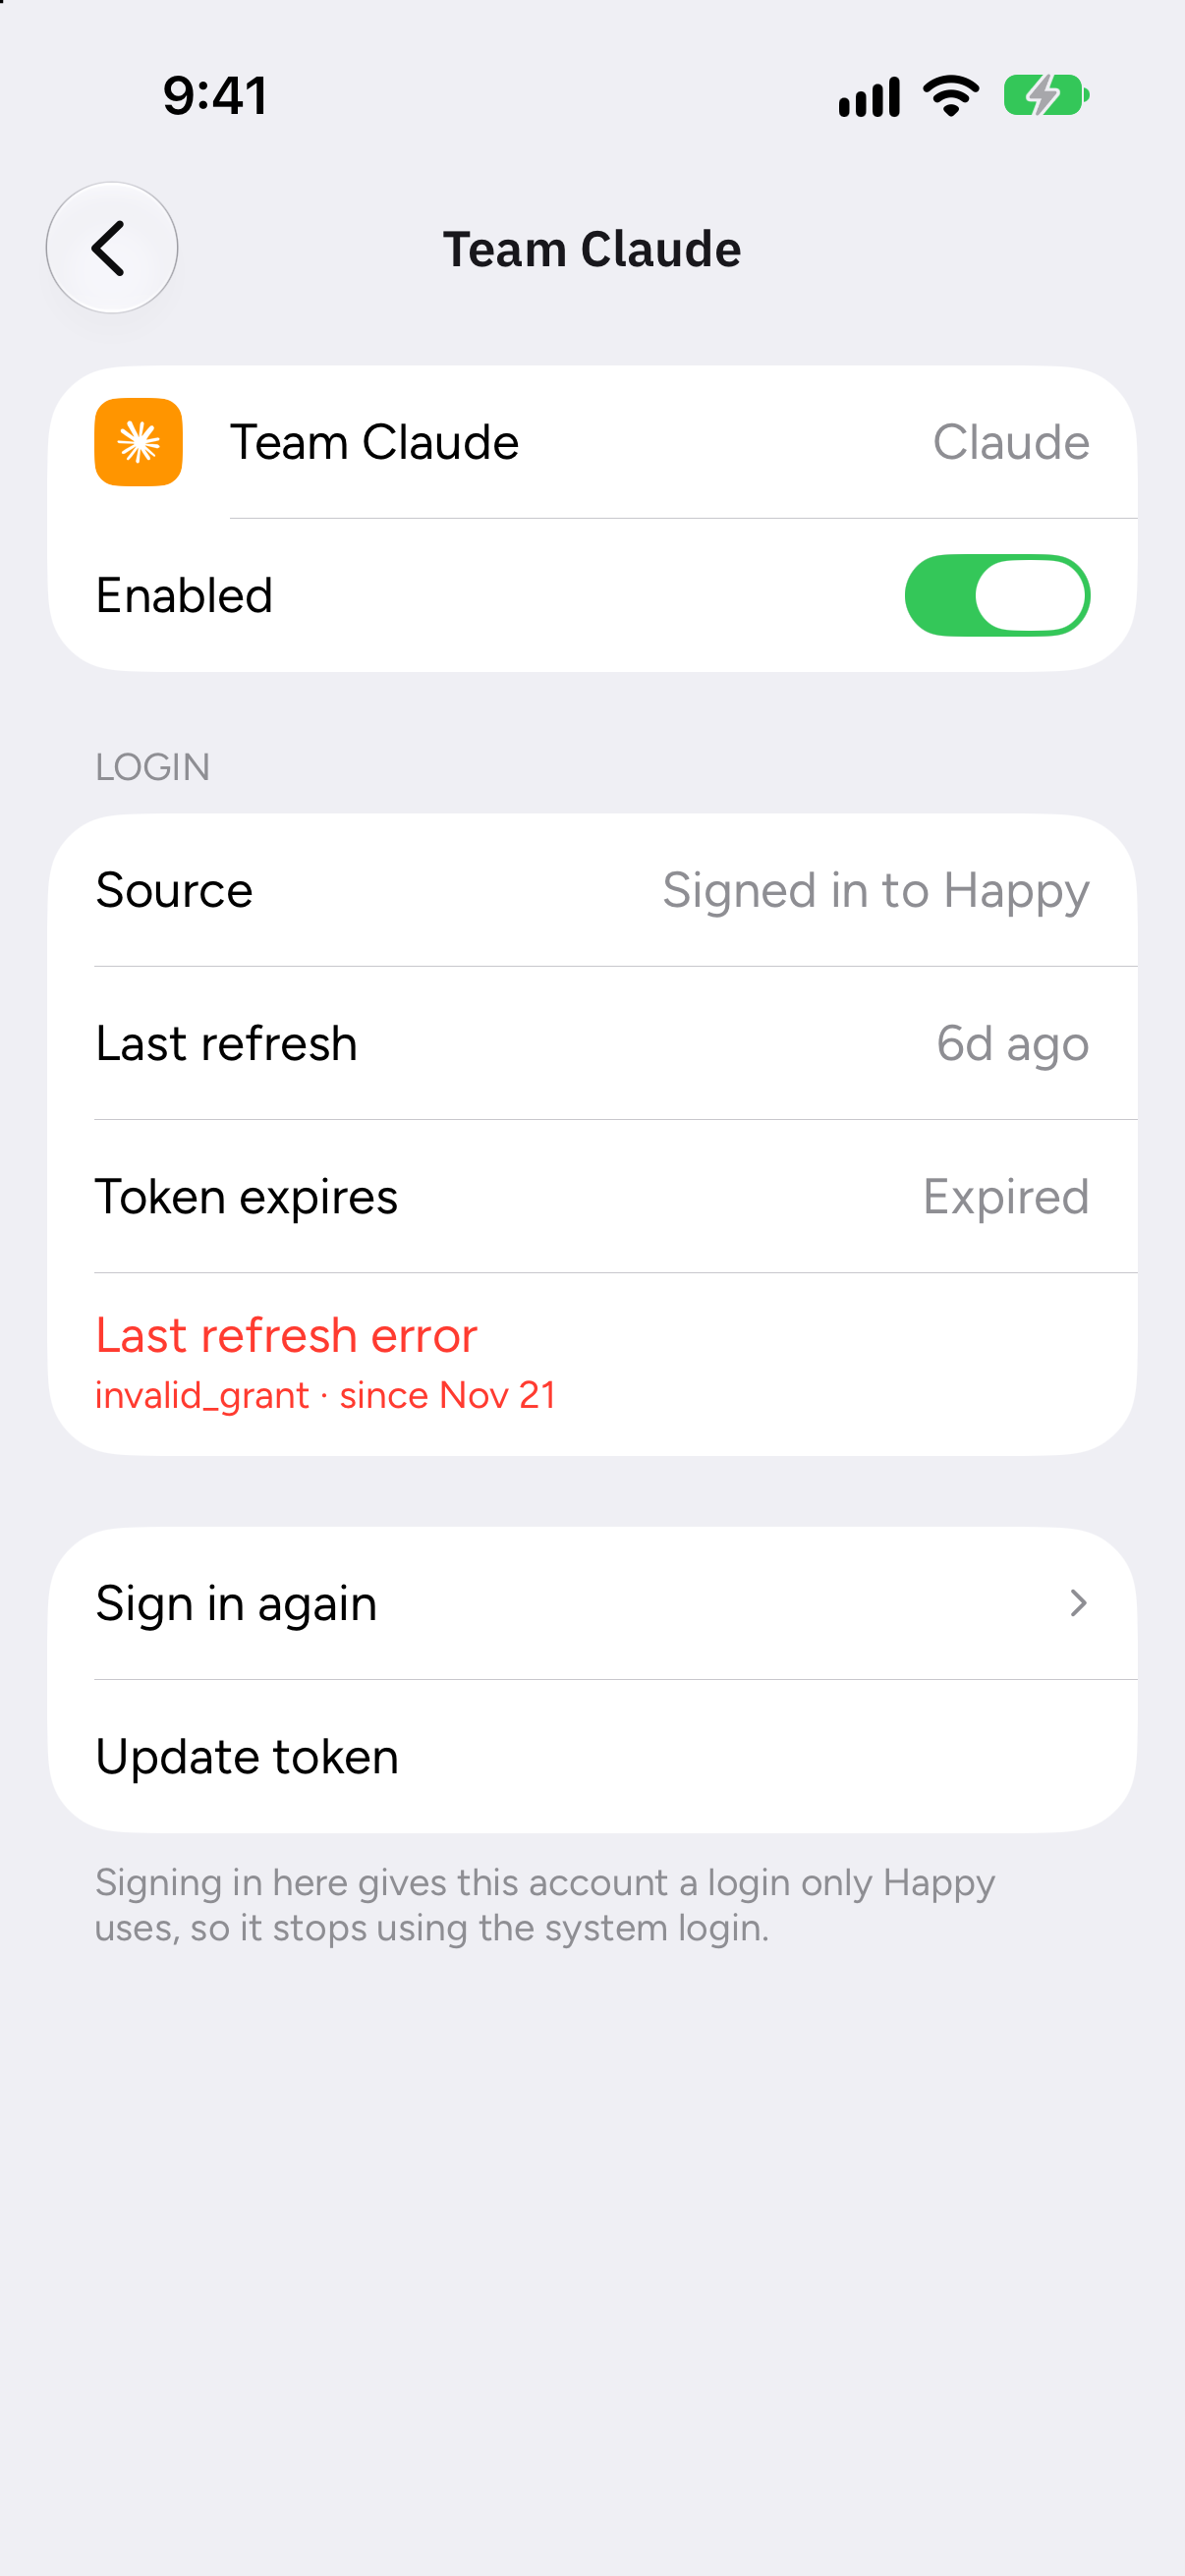 9:41
Team Claude
Team Claude
Claude
Enabled
LOGIN
Source
Signed in to Happy
Last refresh
6d ago
Token expires
Expired
Last refresh error
invalid_grant · since Nov 21
Sign in again
Update token
Signing in here gives this account a login only Happy
uses, so it stops using the system login.